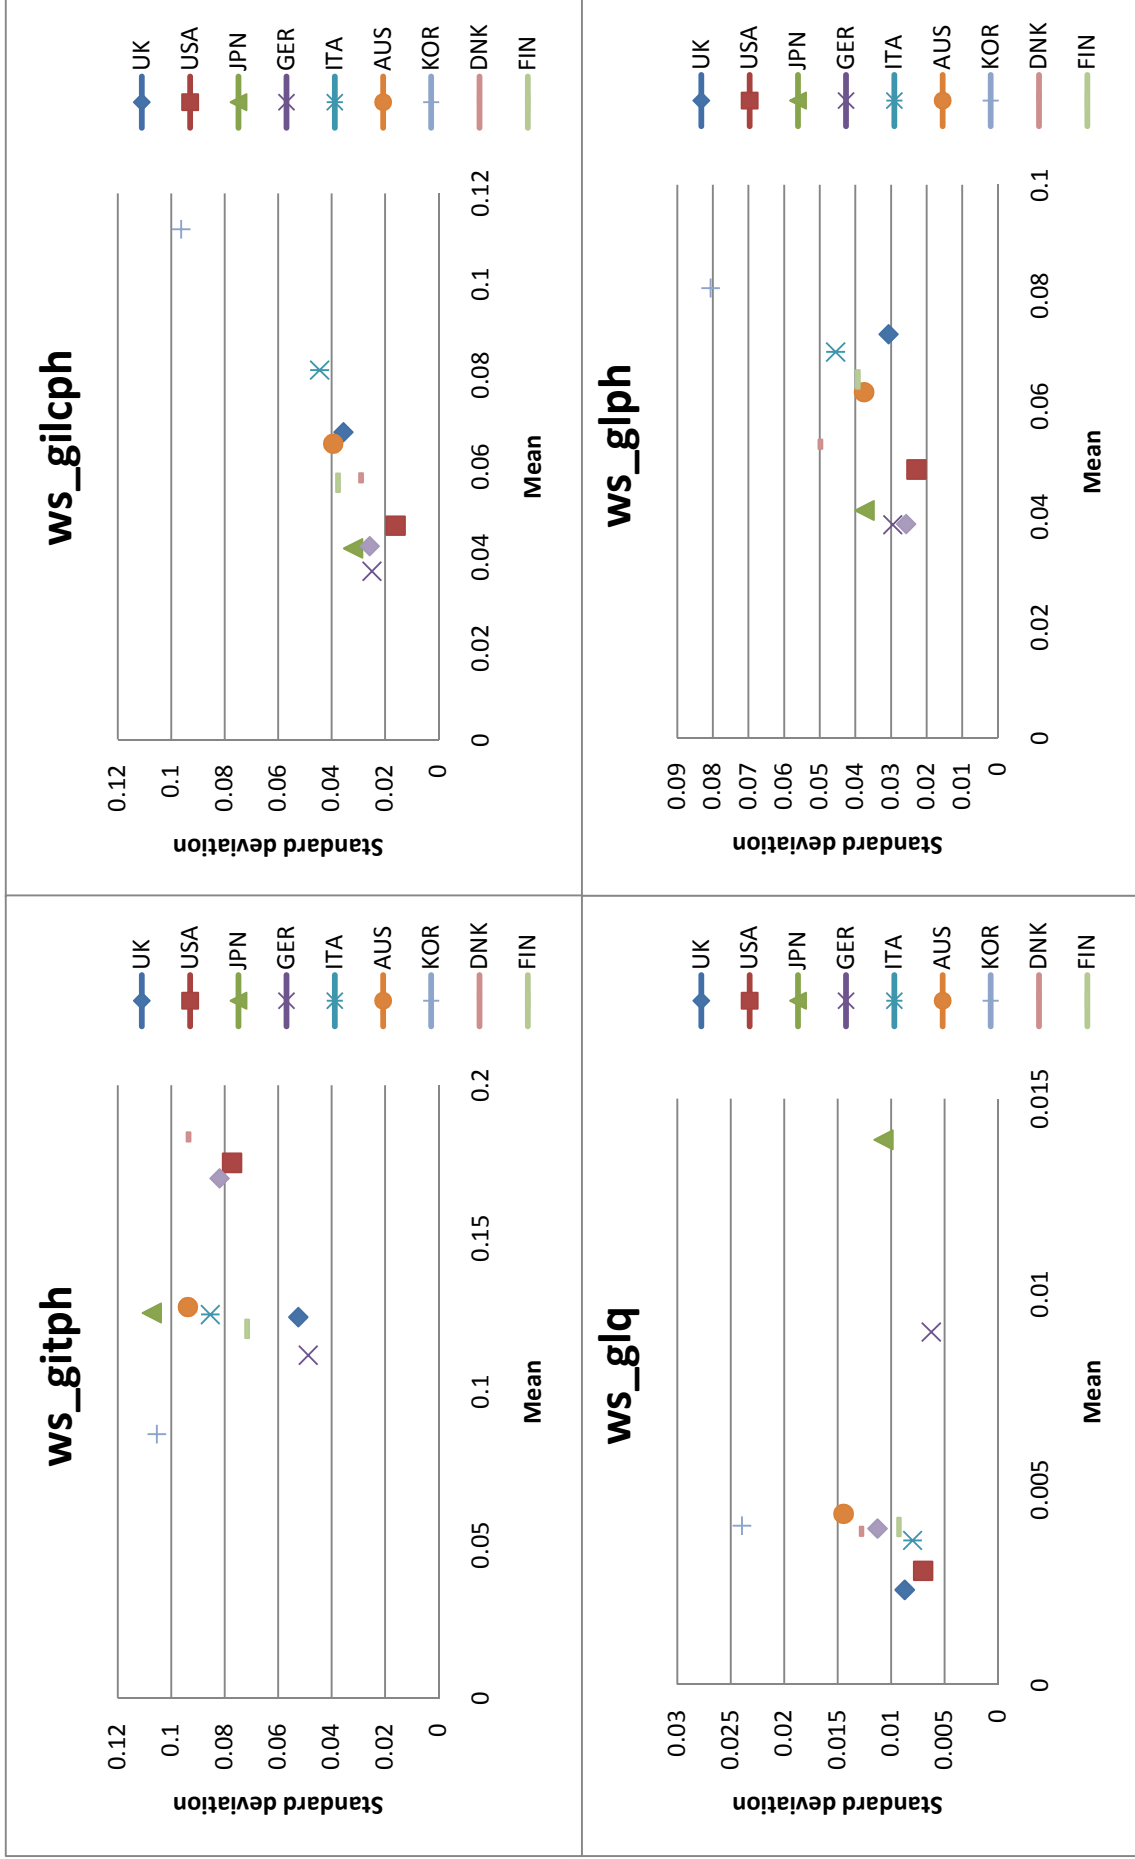 ws_gitph
0.12
0.1
0.08
0.06
0.04
0.02
0
Standard deviation
0
0.05
0.1
0.15
0.2
Mean
UK
USA
JPN
GER
ITA
AUS
KOR
DNK
FIN
ws_gilcph
0.12
0.1
0.08
0.06
0.04
0.02
0
Standard deviation
0
0.02
0.04
0.06
0.08
0.1
0.12
Mean
UK
USA
JPN
GER
ITA
AUS
KOR
DNK
FIN
ws_glq
0.03
0.025
0.02
0.015
0.01
0.005
0
Standard deviation
0
0.005
0.01
0.015
Mean
UK
USA
JPN
GER
ITA
AUS
KOR
DNK
FIN
ws_glph
0.09
0.08
0.07
0.06
0.05
0.04
0.03
0.02
0.01
0
Standard deviation
0
0.02
0.04
0.06
0.08
0.1
Mean
UK
USA
JPN
GER
ITA
AUS
KOR
DNK
FIN